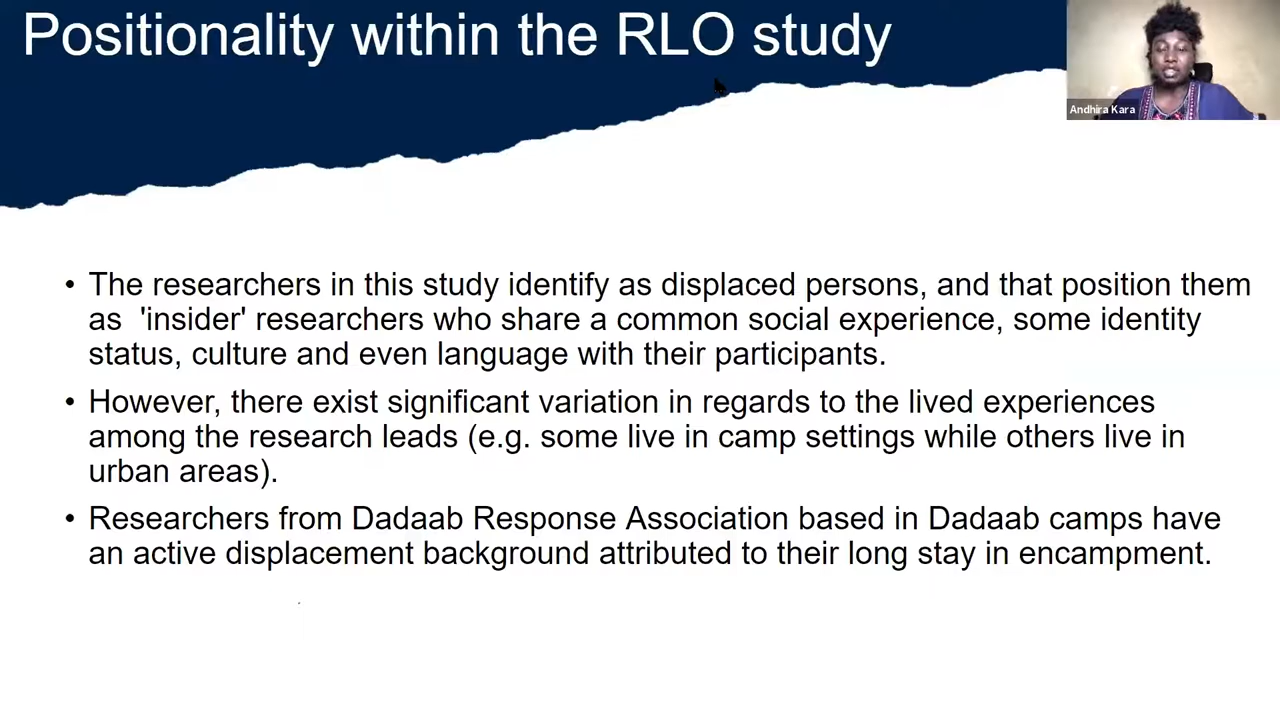 Positionality within the RLO study
Andhira Kara
• The researchers in this study identify as displaced persons, and that position them
as 'insider' researchers who share a common social experience, some identity
status, culture and even language with their participants.
• However, there exist significant variation in regards to the lived experiences
among the research leads (e.g. some live in camp settings while others live in
urban areas).
• Researchers from Dadaab Response Association based in Dadaab camps have
an active displacement background attributed to their long stay in encampment.